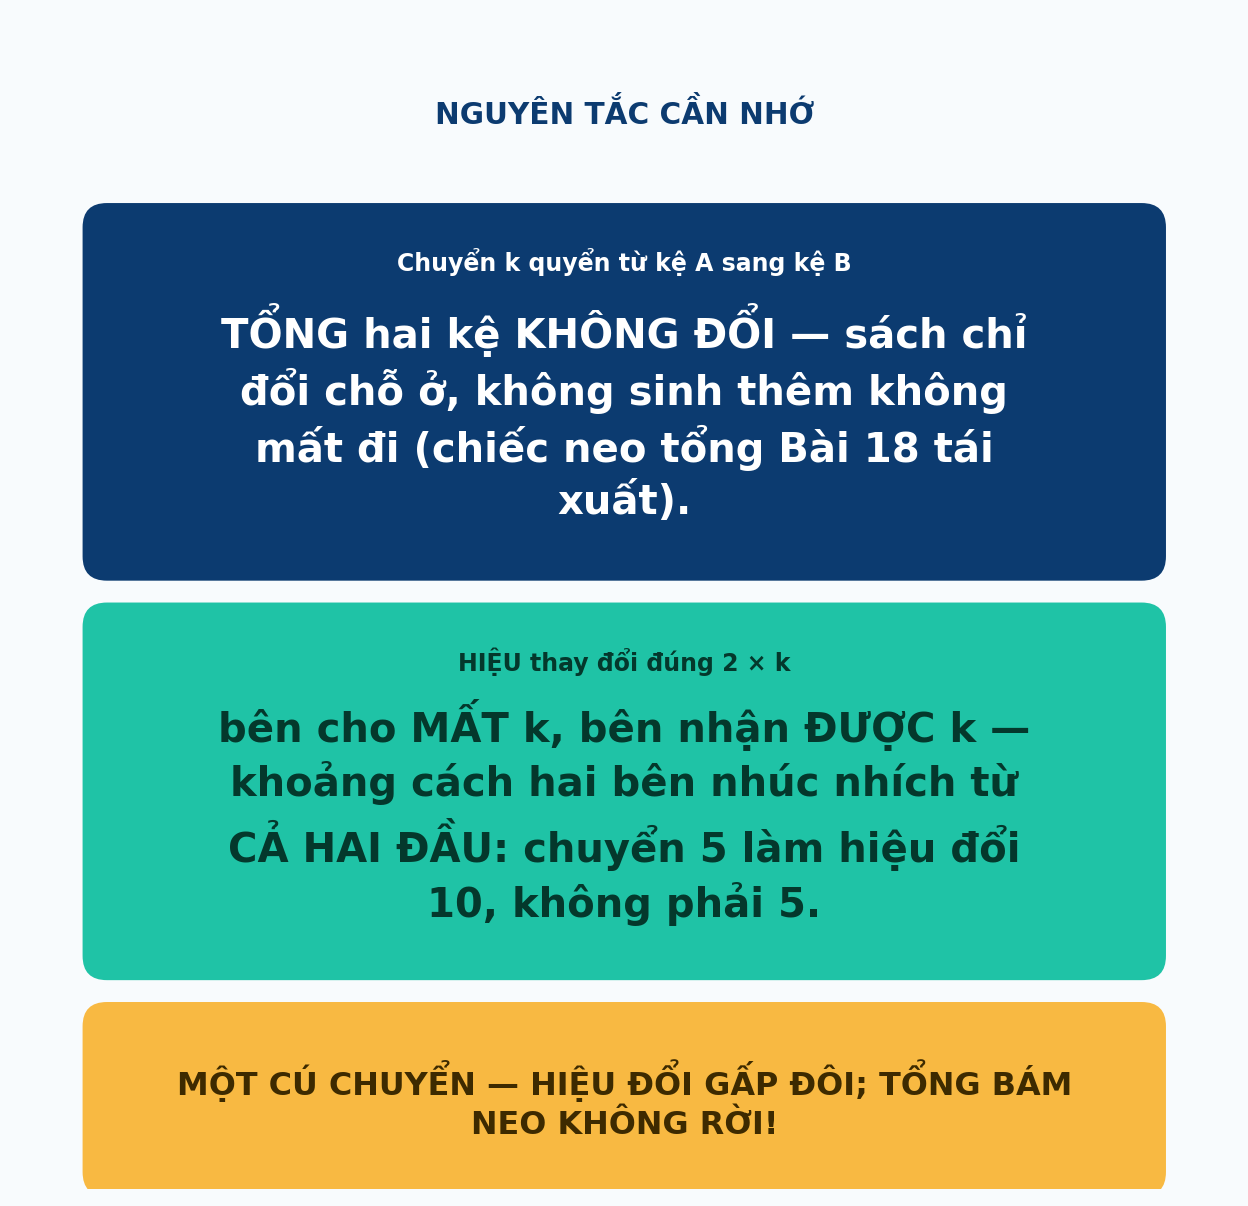 NGUYÊN TẮC CẦN NHỚ
Chuyển k quyển từ kệ A sang kệ B
TỔNG hai kệ KHÔNG ĐỔI — sách chỉ
đổi chỗ ở, không sinh thêm không
mất đi (chiếc neo tổng Bài 18 tái
xuất).
HIỆU thay đổi đúng 2 × k
bên cho MẤT k, bên nhận ĐƯỢC k —
khoảng cách hai bên nhúc nhích từ
CẢ HAI ĐẦU: chuyển 5 làm hiệu đổi
10, không phải 5.
MỘT CÚ CHUYỂN — HIỆU ĐỔI GẤP ĐÔI; TỔNG BÁM
NEO KHÔNG RỜI!